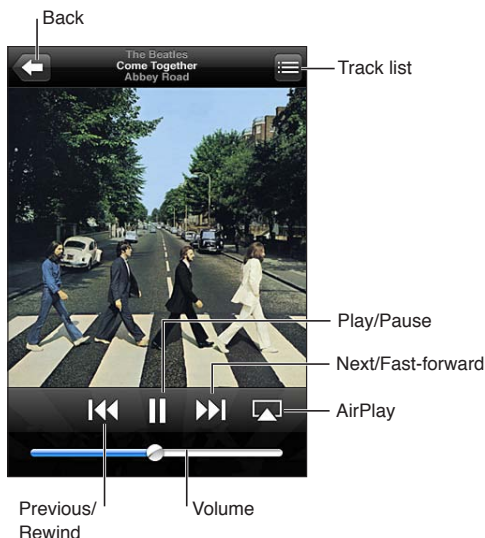 Back
The Beatles
Come Together
Abbey Road
Track list
Play/Pause
Next/Fast-forward
AirPlay
Previous/
Rewind
Volume